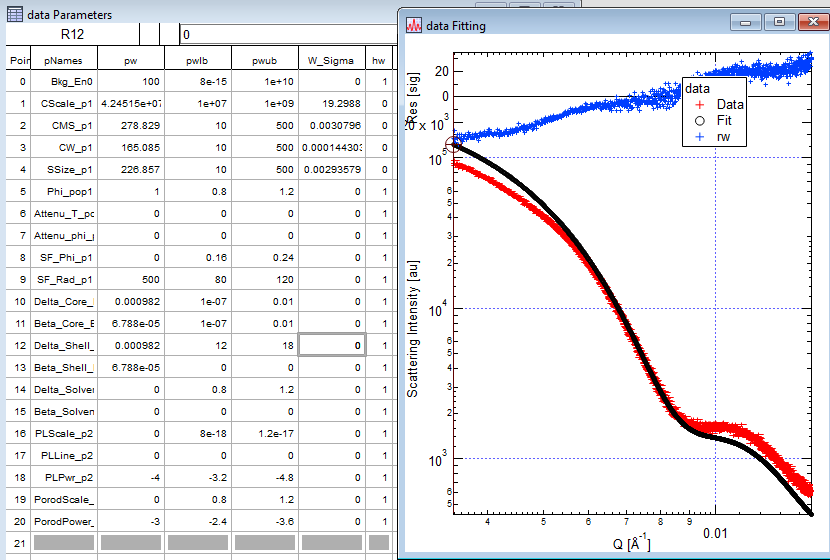 data Parameters
R12 0
Poin pNames pw pwlb pwub W_Sigma hw
0 Bkg_En0 100 8e-15 1e+10 0 1
1 CScale_p1 4.24515e+07 1e+07 1e+09 19.2988 0
2 CMS_p1 278.829 10 500 0.0030796 0
3 CW_p1 165.085 10 500 0.000144303 0
4 SSize_p1 226.857 10 500 0.00293579 0
5 Phi_pop1 1 0.8 1.2 0 1
6 Attenu_T_po 0 0 0 0 1
7 Attenu_phi_ 0 0 0 0 1
8 SF_Phi_p1 0 0.16 0.24 0 1
9 SF_Rad_p1 500 80 120 0 1
10 Delta_Core_ 0.000982 1e-07 0.01 0 1
11 Beta_Core_E 6.788e-05 1e-07 0.01 0 1
12 Delta_Shell_ 0.000982 12 18 0 1
13 Beta_Shell_ 6.788e-05 0 0 0 1
14 Delta_Solver 0 0.8 1.2 0 1
15 Beta_Solven 0 0 0 0 1
16 PLScale_p2 0 8e-18 1.2e-17 0 1
17 PLLine_p2 0 0 0 0 1
18 PLPwr_p2 -4 -3.2 -4.8 0 1
19 PorodScale_ 0 0.8 1.2 0 1
20 PorodPower_ -3 -2.4 -3.6 0 1
21
data Fitting
Res [sig]
20
0
20 x 10³
data
Data
Fit
rw
Scattering Intensity [au]
10⁵
6
5
4
3
2
10⁴
6
5
4
3
2
10³
6
5
4 5 6 7 8 9 0.01
Q [Å⁻¹]